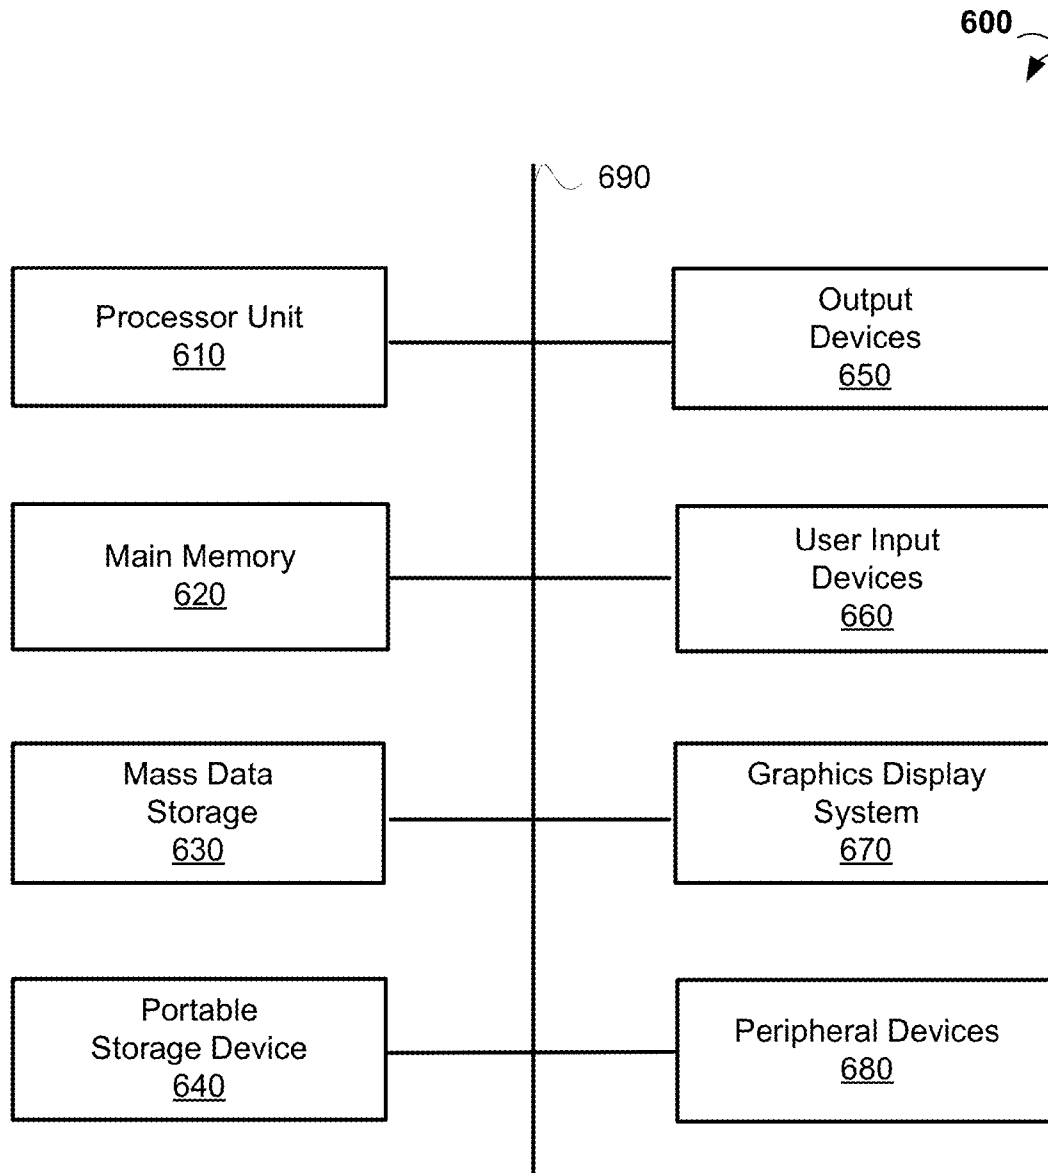 600
690
Processor Unit
610
Output
Devices
650
Main Memory
620
User Input
Devices
660
Mass Data
Storage
630
Graphics Display
System
670
Portable
Storage Device
640
Peripheral Devices
680